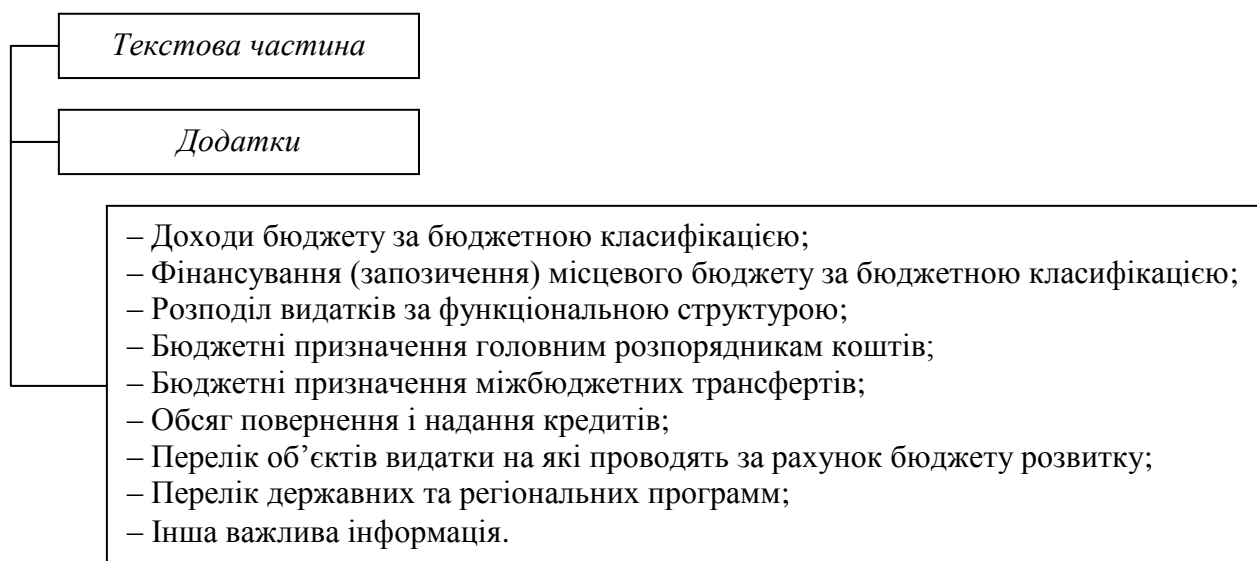 Текстова частина
Додатки
– Доходи бюджету за бюджетною класифікацією;
– Фінансування (запозичення) місцевого бюджету за бюджетною класифікацією;
– Розподіл видатків за функціональною структурою;
– Бюджетні призначення головним розпорядникам коштів;
– Бюджетні призначення міжбюджетних трансфертів;
– Обсяг повернення і надання кредитів;
– Перелік об’єктів видатки на які проводять за рахунок бюджету розвитку;
– Перелік державних та регіональних программ;
– Інша важлива інформація.